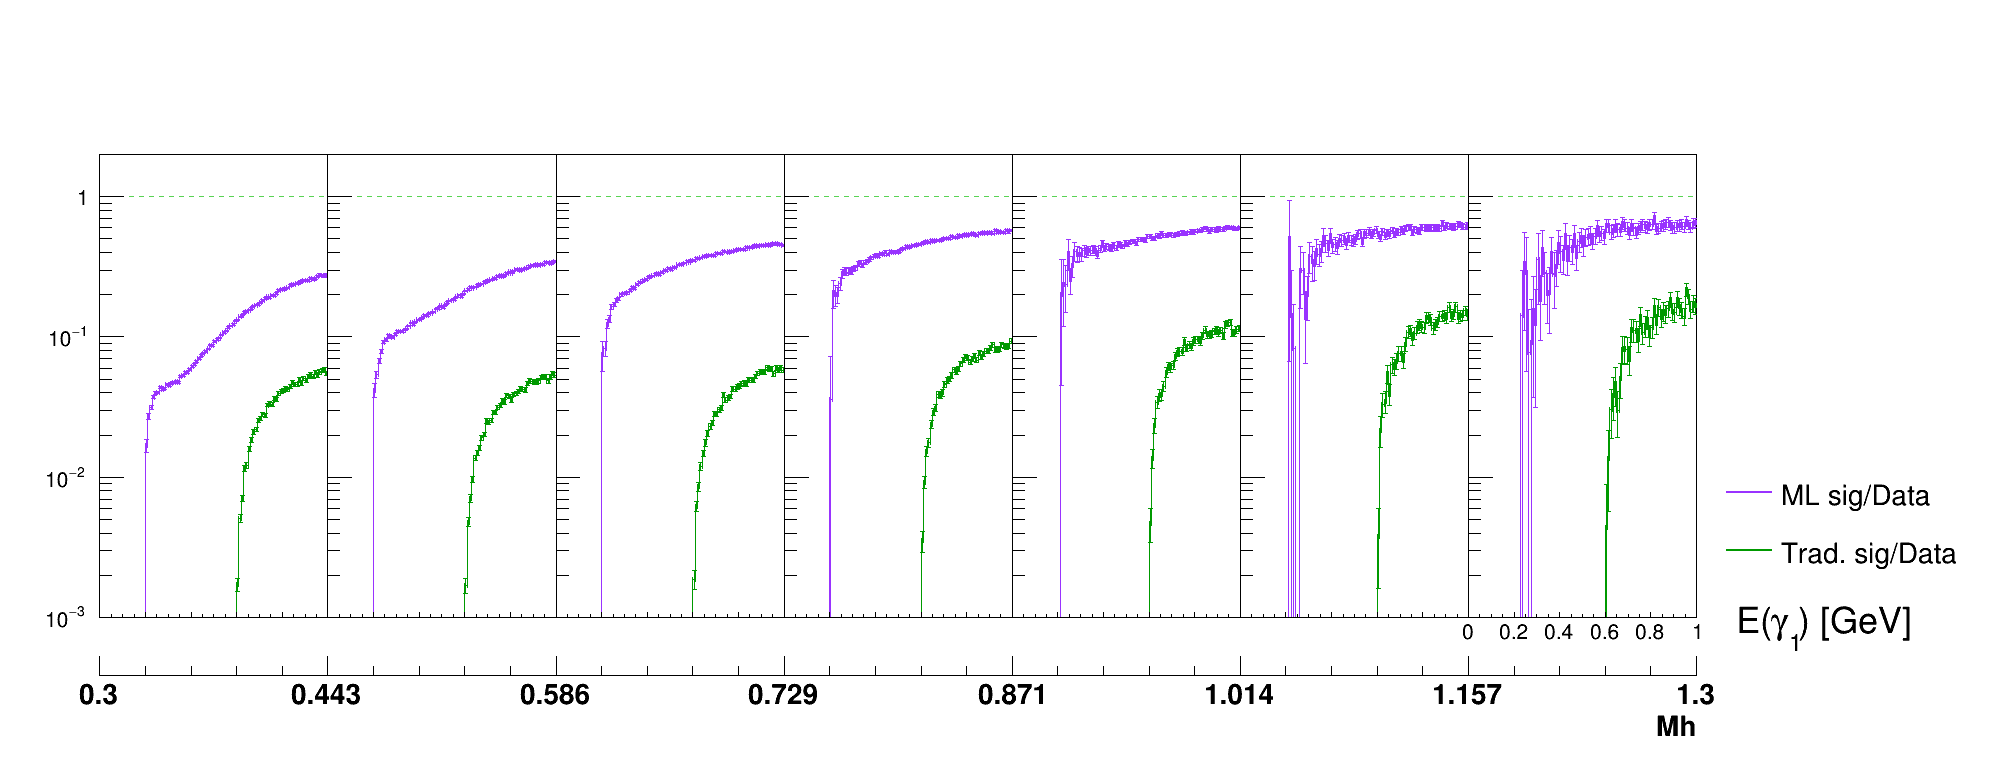 1
10⁻¹
10⁻²
10⁻³
ML sig/Data
Trad. sig/Data
0 0.2 0.4 0.6 0.8 1
E(γ₁) [GeV]
0.3 0.443 0.586 0.729 0.871 1.014 1.157 1.3
Mh